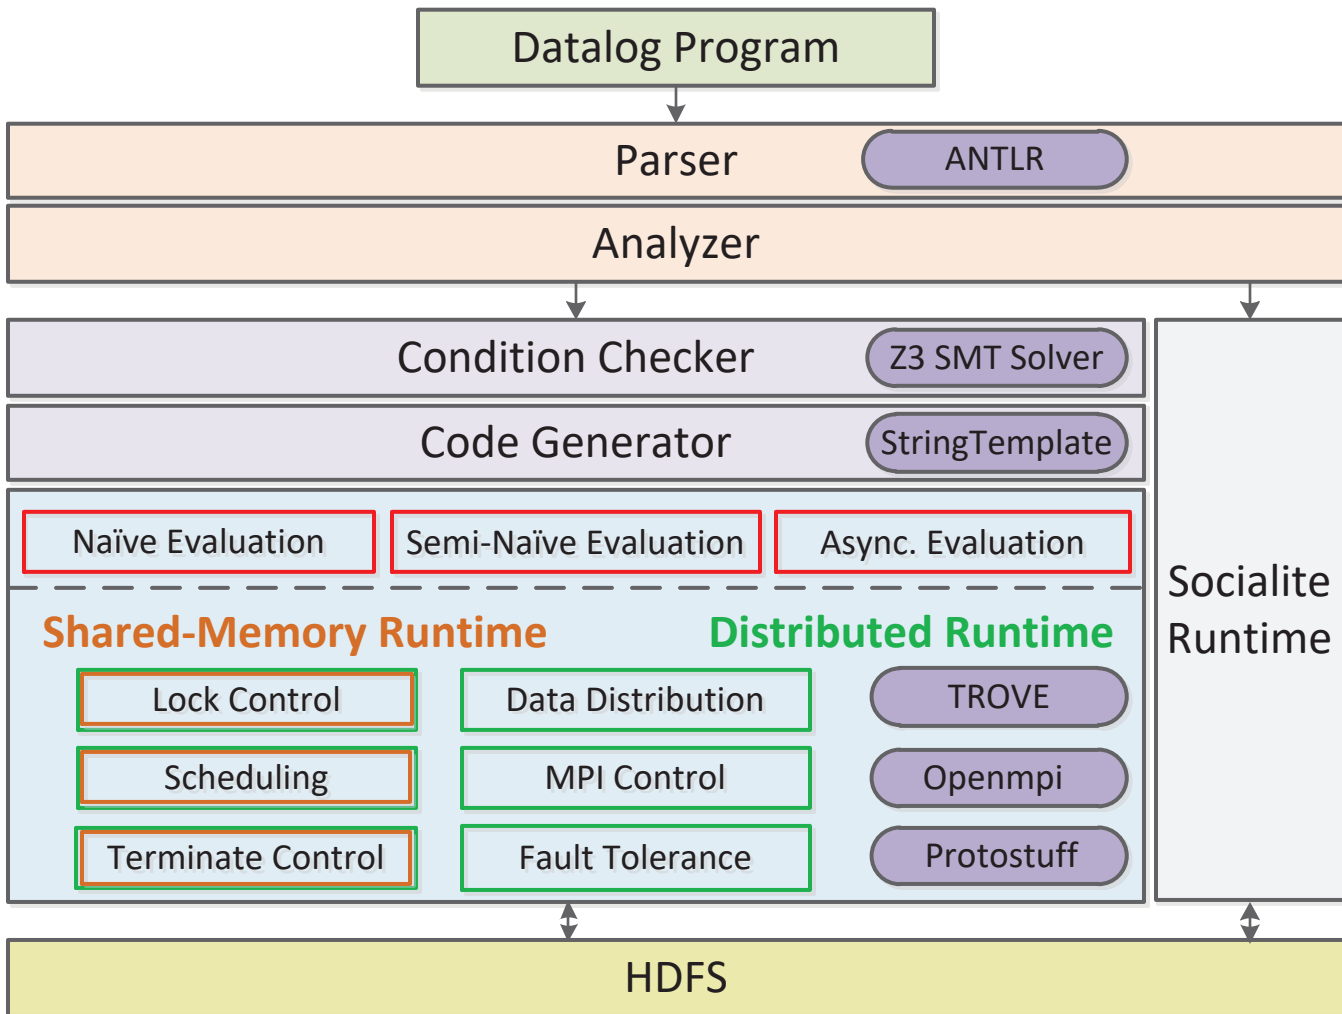 Datalog Program
Parser
ANTLR
Analyzer
Condition Checker
Z3 SMT Solver
Code Generator
StringTemplate
Naïve Evaluation
Semi-Naïve Evaluation
Async. Evaluation
Socialite
Runtime
Shared-Memory Runtime
Distributed Runtime
Lock Control
Data Distribution
TROVE
Scheduling
MPI Control
Openmpi
Terminate Control
Fault Tolerance
Protostuff
HDFS